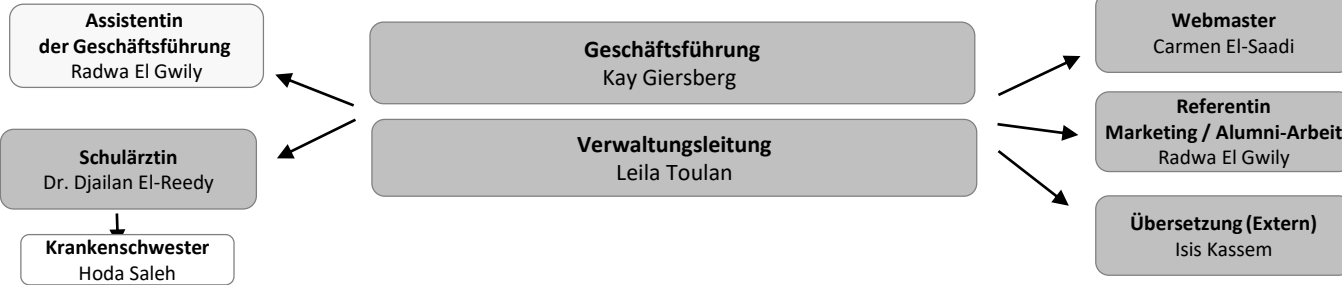 Assistentin
der Geschäftsführung
Radwa El Gwily
Schulärztin
Dr. Djailan El-Reedy
Krankenschwester
Hoda Saleh
Geschäftsführung
Kay Giersberg
Verwaltungsleitung
Leila Toulan
Webmaster
Carmen El-Saadi
Referentin
Marketing / Alumni-Arbeit
Radwa El Gwily
Übersetzung (Extern)
Isis Kassem